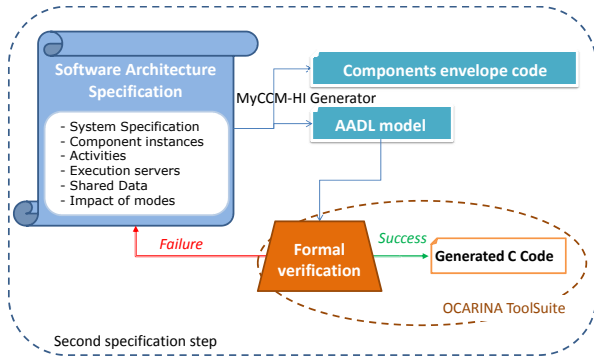 Software Architecture
Specification
- System Specification
- Component instances
- Activities
- Execution servers
- Shared Data
- Impact of modes
Components envelope code
MyCCM-HI Generator
AADL model
Failure
Formal
verification
Success
Generated C Code
OCARINA ToolSuite
Second specification step